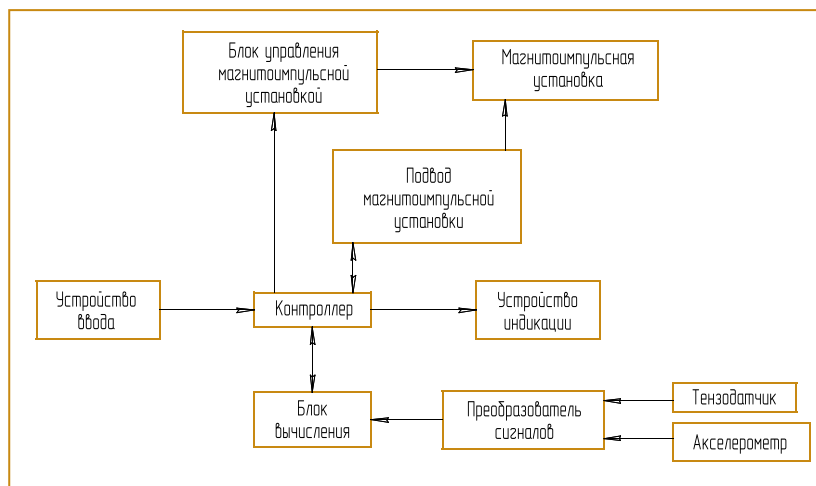 Блок управления
магнитоимпульсной
установкой
Магнитоимпульсная
установка
Подвод
магнитоимпульсной
установки
Устройство
ввода
Контроллер
Устройство
индикации
Блок
вычисления
Преобразователь
сигналов
Тензодатчик
Акселерометр